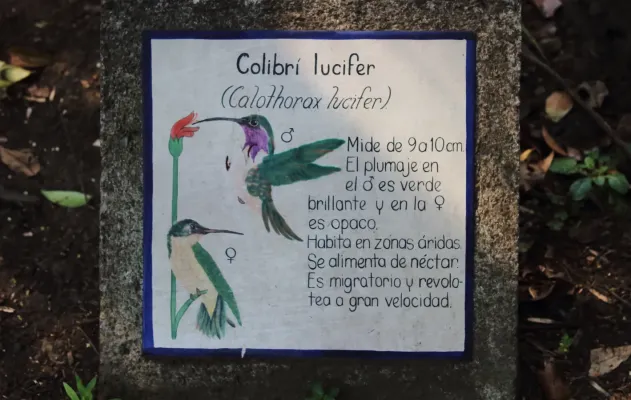 Colibrí lucifer
(Calothorax lucifer)
♂
Mide de 9 a 10 cm.
El plumaje en
el ♂ es verde
brillante y en la ♀
es opaco.
Habita en zonas áridas.
Se alimenta de néctar.
Es migratorio y revolo-
tea a gran velocidad.
♀